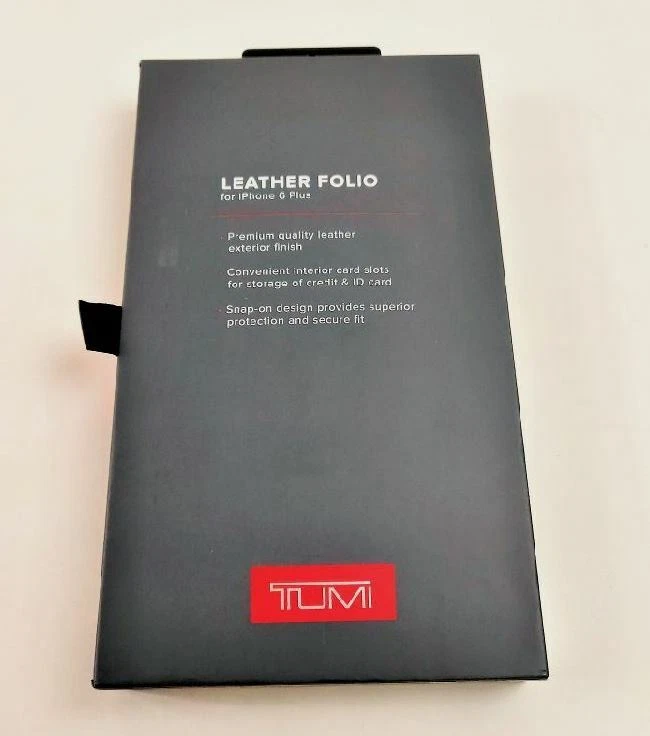 LEATHER FOLIO
for iPhone 6 Plus
· Premium quality leather
exterior finish
Convenient interior card slots
for storage of credit & ID card
· Snap-on design provides superior
protection and secure fit
TUMI